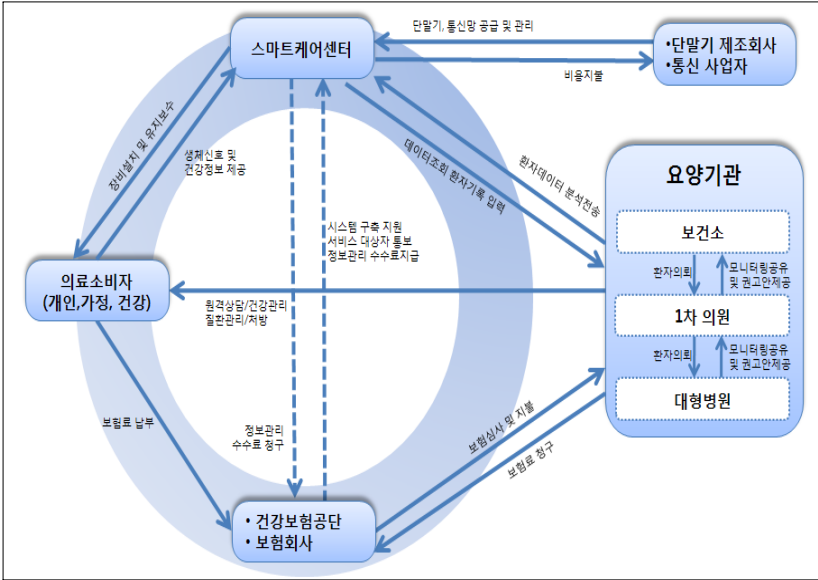 단말기, 통신망 공급 및 관리
스마트케어센터
•단말기 제조회사
•통신 사업자
비용지불
장비설치 및 유지보수
생체신호 및
건강정보 제공
데이터조회 환자기록 입력
환자데이터 분석전송
요양기관
보건소
시스템 구축 지원
서비스 대상자 통보
정보관리 수수료지급
환자의뢰
모니터링공유
및 권고안제공
의료소비자
(개인,가정, 건강)
원격상담/건강관리
질환관리/처방
1차 의원
환자의뢰
모니터링공유
및 권고안제공
대형병원
보험료 납부
정보관리
수수료 청구
보험심사 및 지불
보험료 청구
• 건강보험공단
• 보험회사